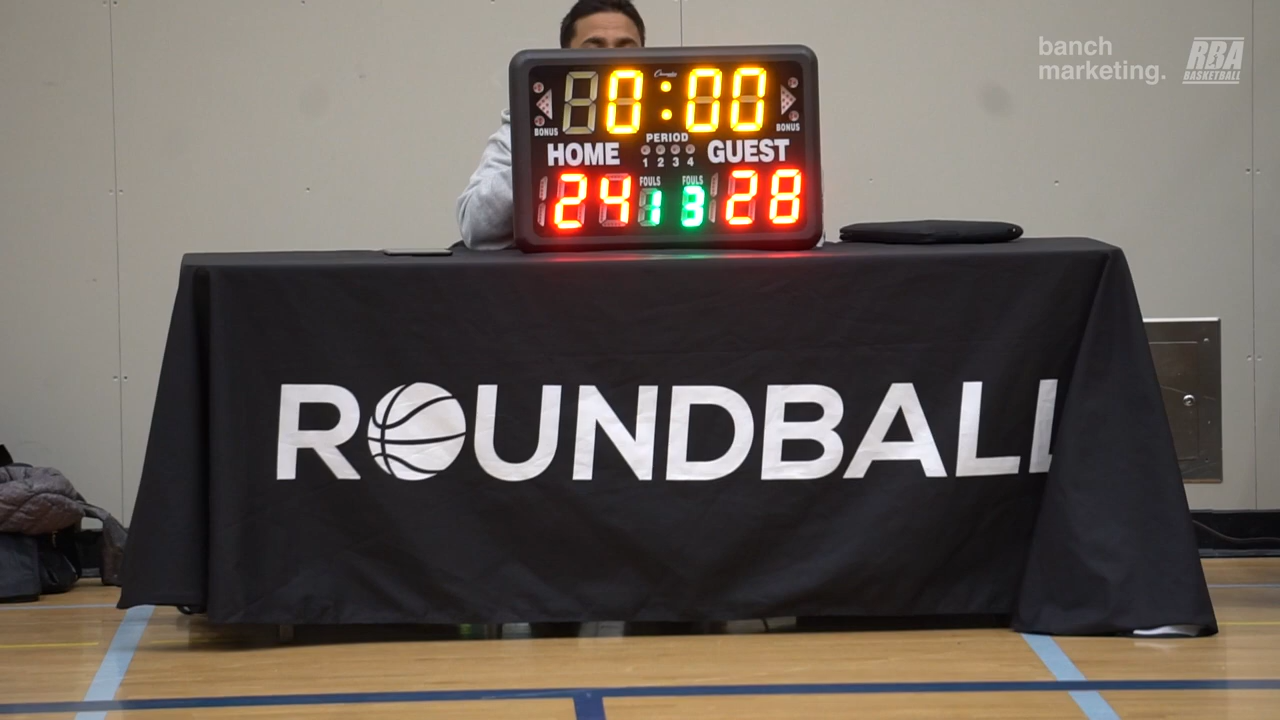 banch
marketing.
RBA
BASKETBALL
0:00
BONUS
BONUS
PERIOD
HOME
1 2 3 4
GUEST
FOULS
FOULS
24
1
3
28
ROUNDBALL